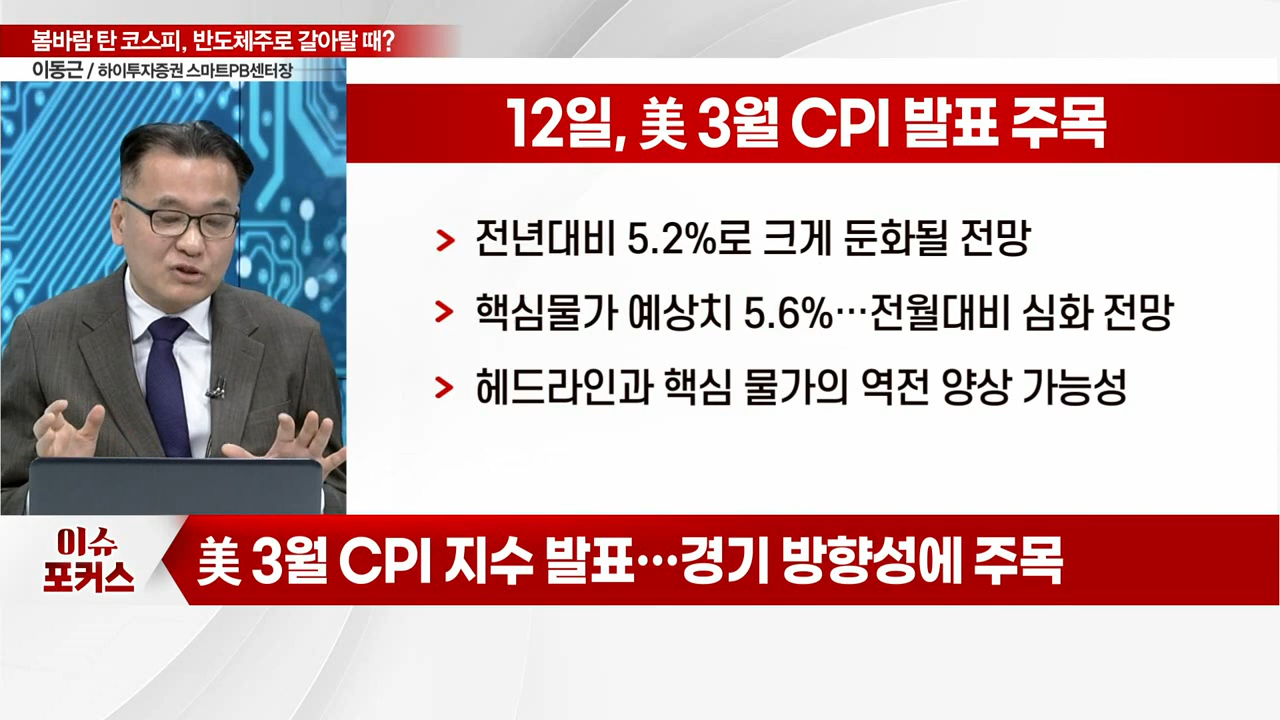 봄바람 탄 코스피, 반도체주로 갈아탈 때?
이동근 / 하이투자증권 스마트PB센터장
12일, 美 3월 CPI 발표 주목
> 전년대비 5.2%로 크게 둔화될 전망
> 핵심물가 예상치 5.6%…전월대비 심화 전망
> 헤드라인과 핵심 물가의 역전 양상 가능성
이슈
포커스
美 3월 CPI 지수 발표…경기 방향성에 주목